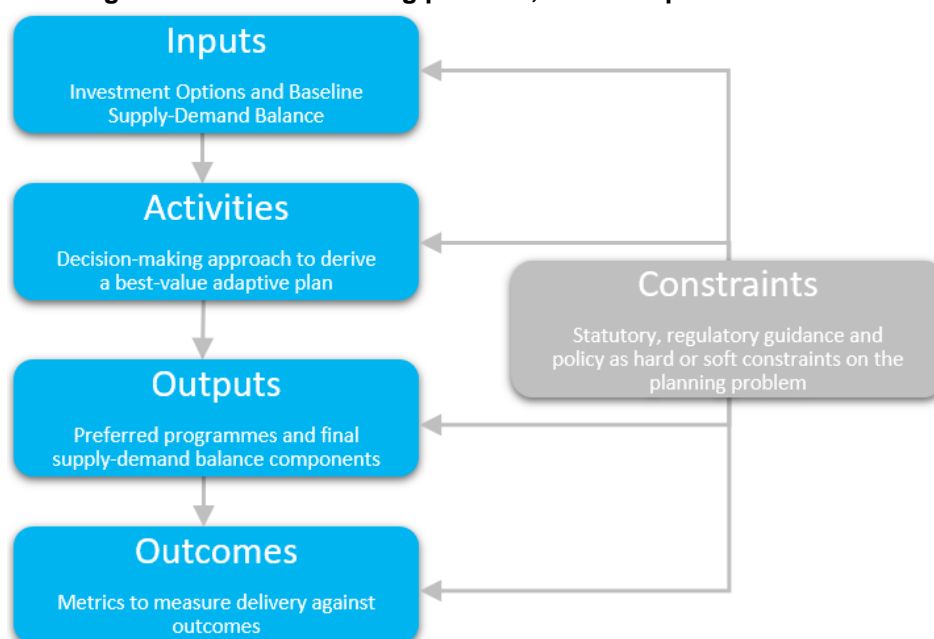 Inputs
Investment Options and Baseline
Supply-Demand Balance
Activities
Decision-making approach to derive
a best-value adaptive plan
Constraints
Statutory, regulatory guidance and
policy as hard or soft constraints on the
planning problem
Outputs
Preferred programmes and final
supply-demand balance components
Outcomes
Metrics to measure delivery against
outcomes